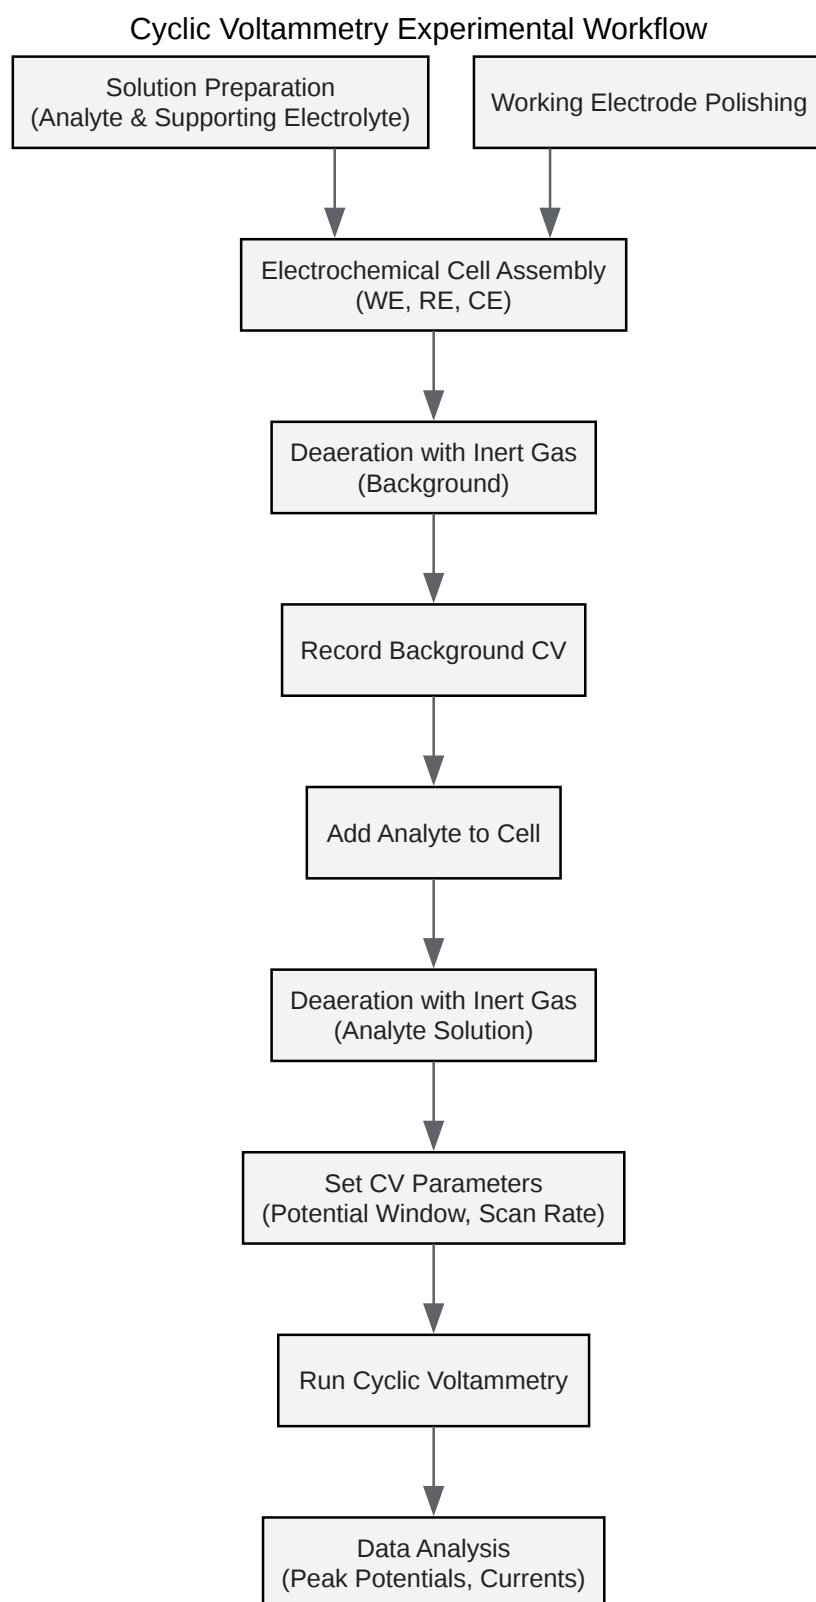 Cyclic Voltammetry Experimental Workflow
Solution Preparation
(Analyte & Supporting Electrolyte)
Working Electrode Polishing
Electrochemical Cell Assembly
(WE, RE, CE)
Deaeration with Inert Gas
(Background)
Record Background CV
Add Analyte to Cell
Deaeration with Inert Gas
(Analyte Solution)
Set CV Parameters
(Potential Window, Scan Rate)
Run Cyclic Voltammetry
Data Analysis
(Peak Potentials, Currents)